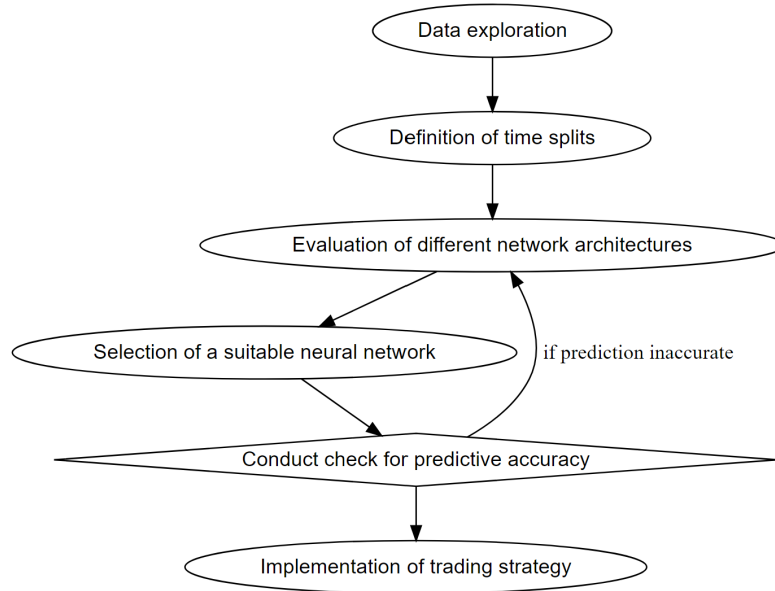 Data exploration
Definition of time splits
Evaluation of different network architectures
Selection of a suitable neural network
if prediction inaccurate
Conduct check for predictive accuracy
Implementation of trading strategy